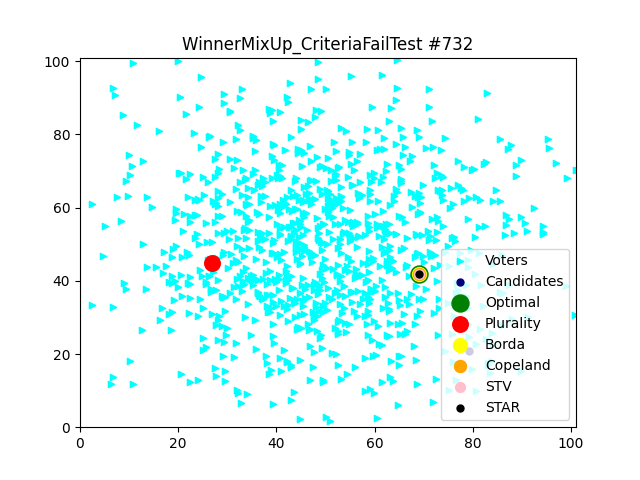 WinnerMixUp_CriteriaFailTest #732
100
80
60
40
20
0
0
20
40
60
80
100
Voters
Candidates
Optimal
Plurality
Borda
Copeland
STV
STAR